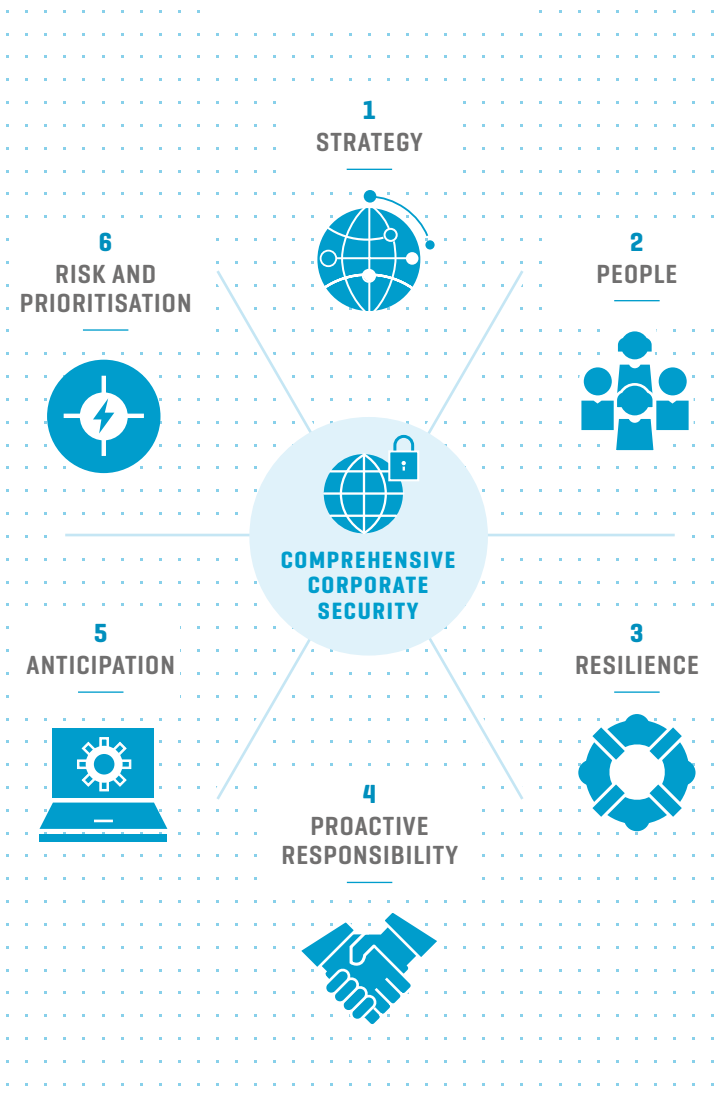 1
STRATEGY
2
PEOPLE
3
RESILIENCE
4
PROACTIVE
RESPONSIBILITY
5
ANTICIPATION
6
RISK AND
PRIORITISATION
COMPREHENSIVE
CORPORATE
SECURITY